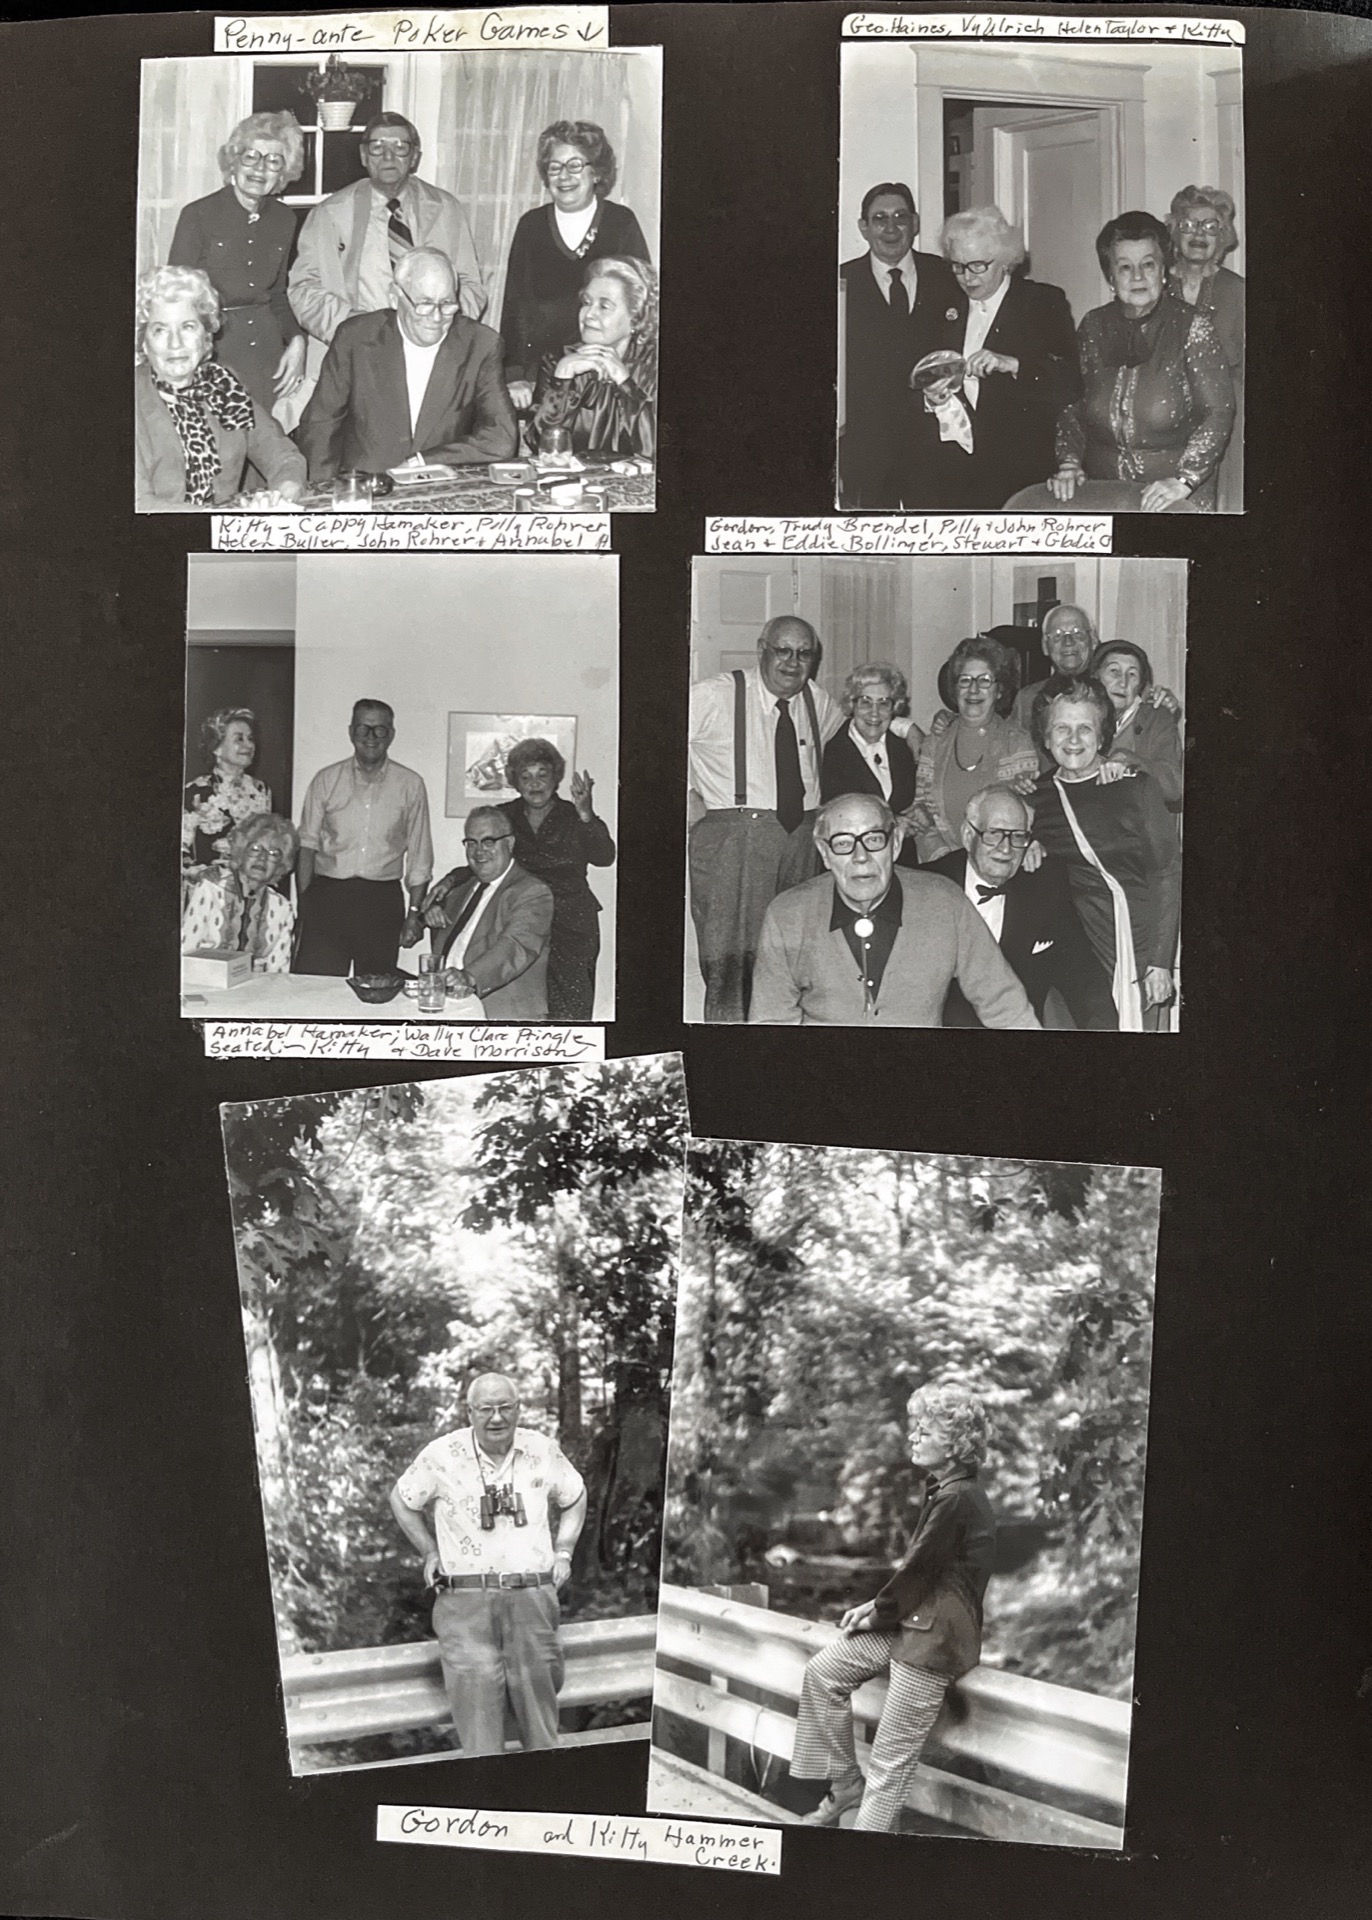 Penny-ante Poker Games ↓
Geo. Haines, Vy Ulrich Helen Taylor + Kitty
Kitty - Cappy Hamaker, Polly Rohrer
Helen Buller, John Rohrer + Annabel H
Gordon, Trudy Brendel, Polly + John Rohrer
Jean + Eddie Bollinger, Stewart + Gladie G
Annabel Hamaker; Wally + Clare Pringle
Seated:- Kitty + Dave Morrison
Gordon and Kitty Hammer
Creek.